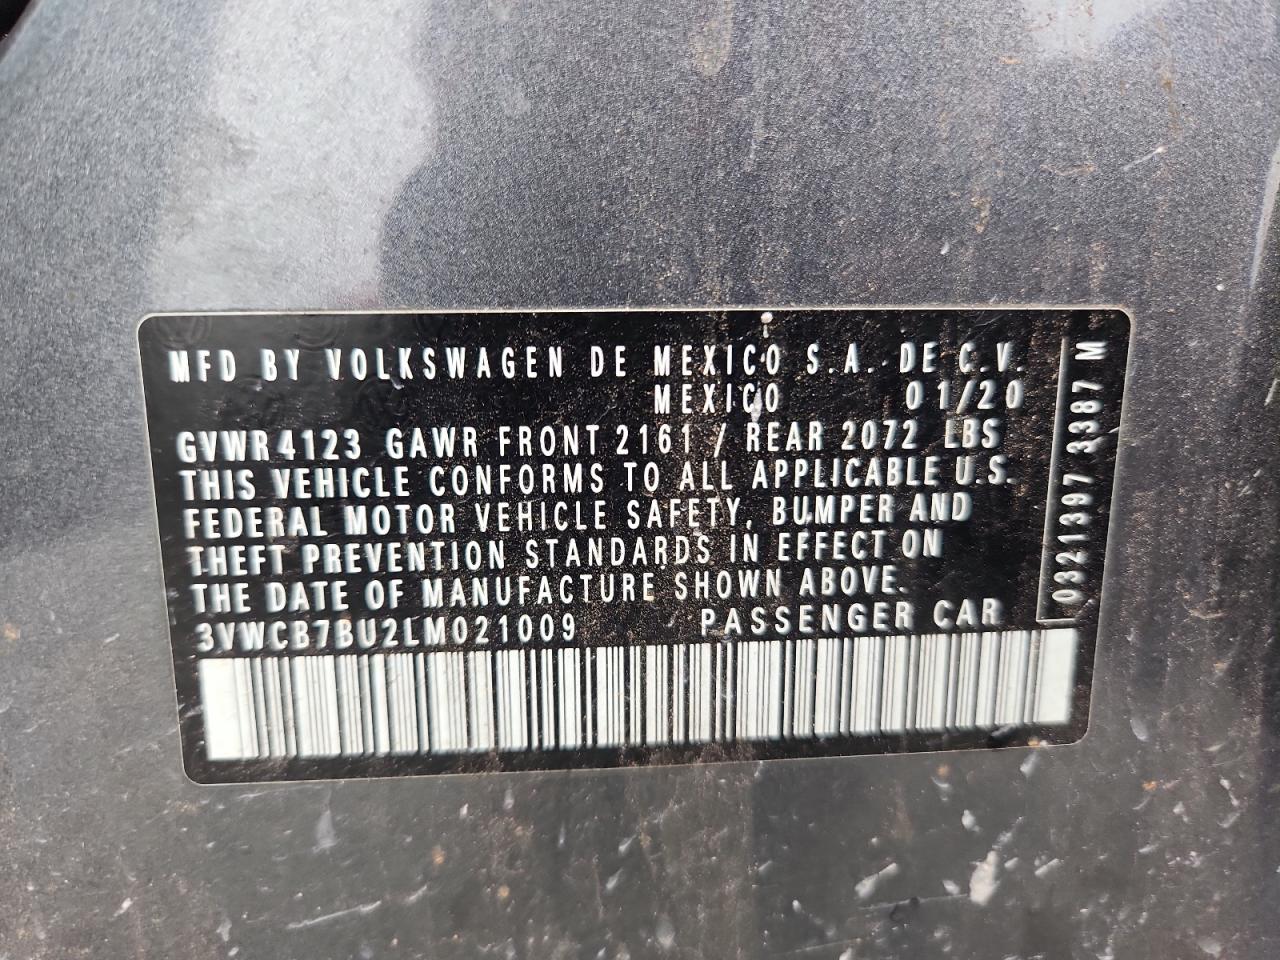 MFD BY VOLKSWAGEN DE MEXICO S.A. DE C.V.
MEXICO 01/20
GVWR 4123 GAWR FRONT 2161 / REAR 2072 LBS
THIS VEHICLE CONFORMS TO ALL APPLICABLE U.S.
FEDERAL MOTOR VEHICLE SAFETY, BUMPER AND
THEFT PREVENTION STANDARDS IN EFFECT ON
THE DATE OF MANUFACTURE SHOWN ABOVE.
3VWCB7BU2LM021009 PASSENGER CAR
0321397 3387 M